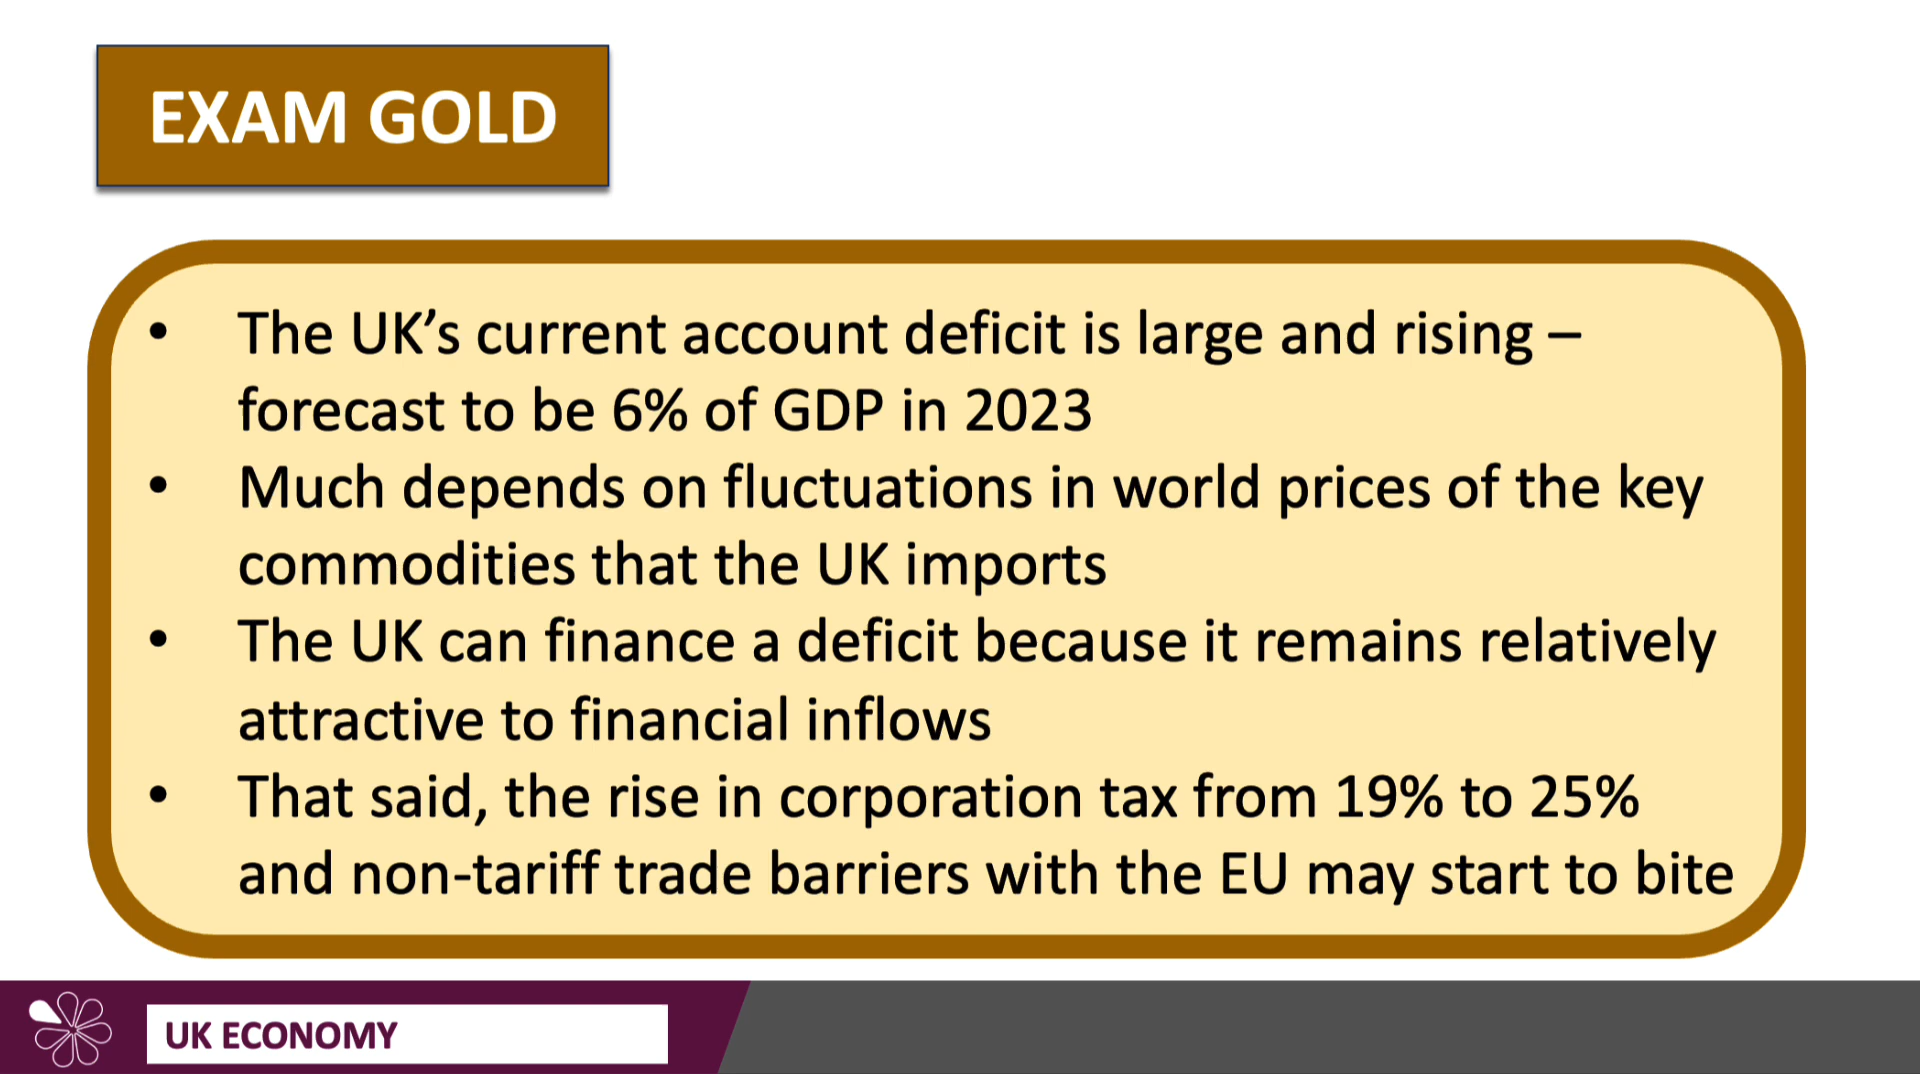 EXAM GOLD
• The UK’s current account deficit is large and rising –
forecast to be 6% of GDP in 2023
• Much depends on fluctuations in world prices of the key
commodities that the UK imports
• The UK can finance a deficit because it remains relatively
attractive to financial inflows
• That said, the rise in corporation tax from 19% to 25%
and non-tariff trade barriers with the EU may start to bite
UK ECONOMY